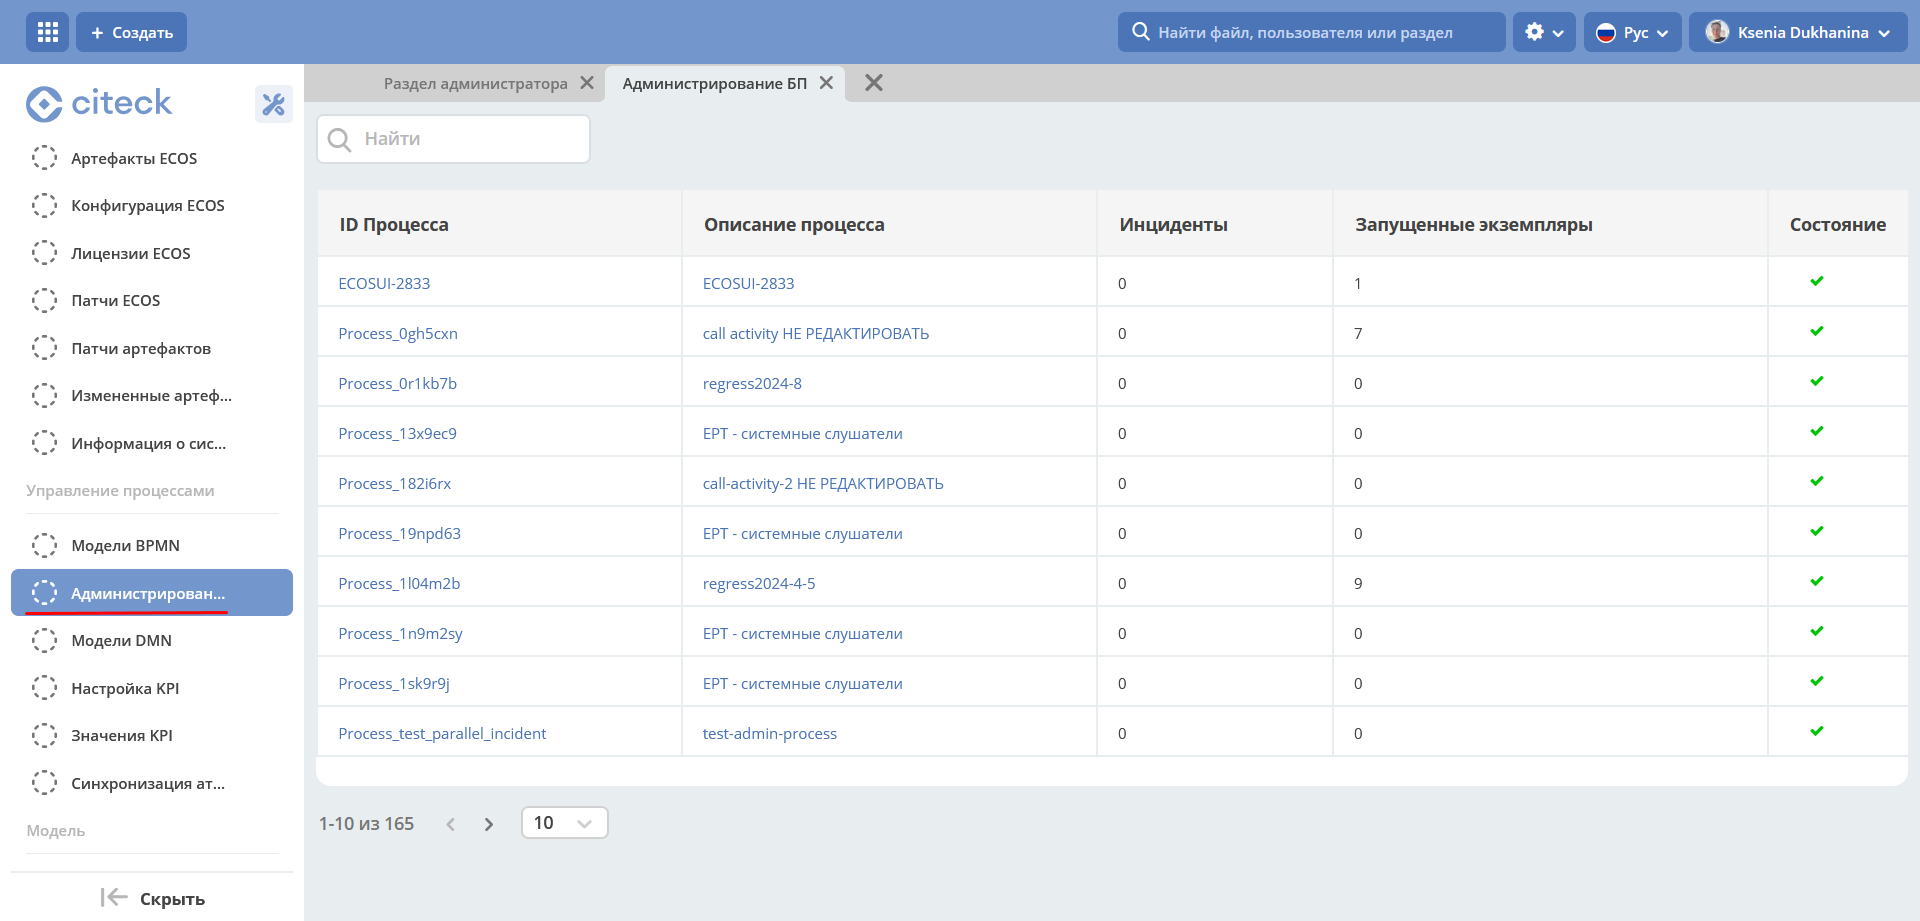 + Создать
Найти файл, пользователя или раздел
Рус
Ksenia Dukhanina
citeck
Раздел администратора
Администрирование БП
Артефакты ECOS
Конфигурация ECOS
Лицензии ECOS
Патчи ECOS
Патчи артефактов
Измененные артеф...
Информация о сис...
Управление процессами
Модели BPMN
Администрирован...
Модели DMN
Настройка KPI
Значения KPI
Синхронизация ат...
Модель
Скрыть
Найти
ID Процесса Описание процесса Инциденты Запущенные экземпляры Состояние
ECOSUI-2833 ECOSUI-2833 0 1
Process_0gh5cxn call activity НЕ РЕДАКТИРОВАТЬ 0 7
Process_0r1kb7b regress2024-8 0 0
Process_13x9ec9 ЕРТ - системные слушатели 0 0
Process_182i6rx call-activity-2 НЕ РЕДАКТИРОВАТЬ 0 0
Process_19npd63 ЕРТ - системные слушатели 0 0
Process_1l04m2b regress2024-4-5 0 9
Process_1n9m2sy ЕРТ - системные слушатели 0 0
Process_1sk9r9j ЕРТ - системные слушатели 0 0
Process_test_parallel_incident test-admin-process 0 0
1-10 из 165
10